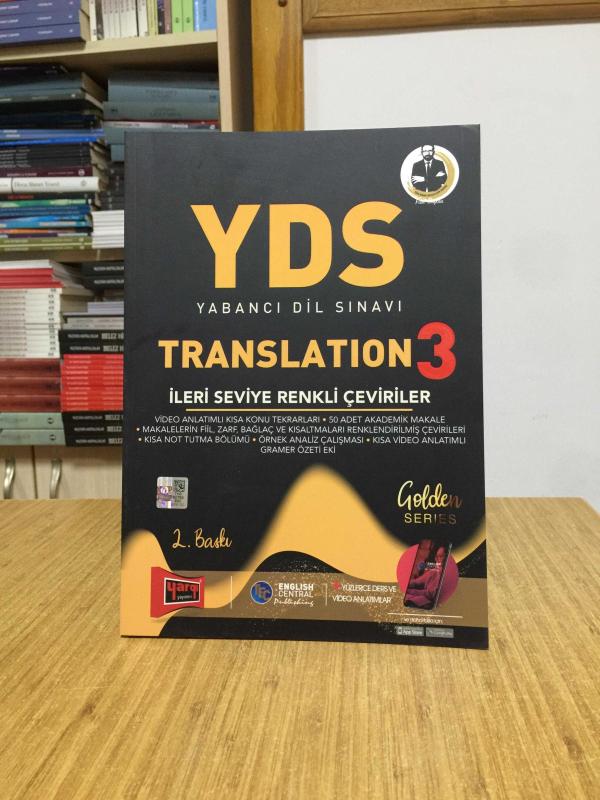 YDS
YABANCI DİL SINAVI
TRANSLATION 3
İLERİ SEVİYE RENKLİ ÇEVİRİLER
VİDEO ANLATIMLI KISA KONU TEKRARLARI • 50 ADET AKADEMİK MAKALE
• MAKALELERİN FİİL, ZARF, BAĞLAÇ VE KISALTMALARI RENKLENDİRİLMİŞ ÇEVİRİLERİ
• KISA NOT TUTMA BÖLÜMÜ • ÖRNEK ANALİZ ÇALIŞMASI • KISA VİDEO ANLATIMLI
GRAMER ÖZETİ EKİ
Golden
SERIES
2. Baskı
yargı
yayınevi
ENGLISH
CENTRAL
Publishing
YÜZLERCE DERS VE
VİDEO ANLATIMLAR
App Store